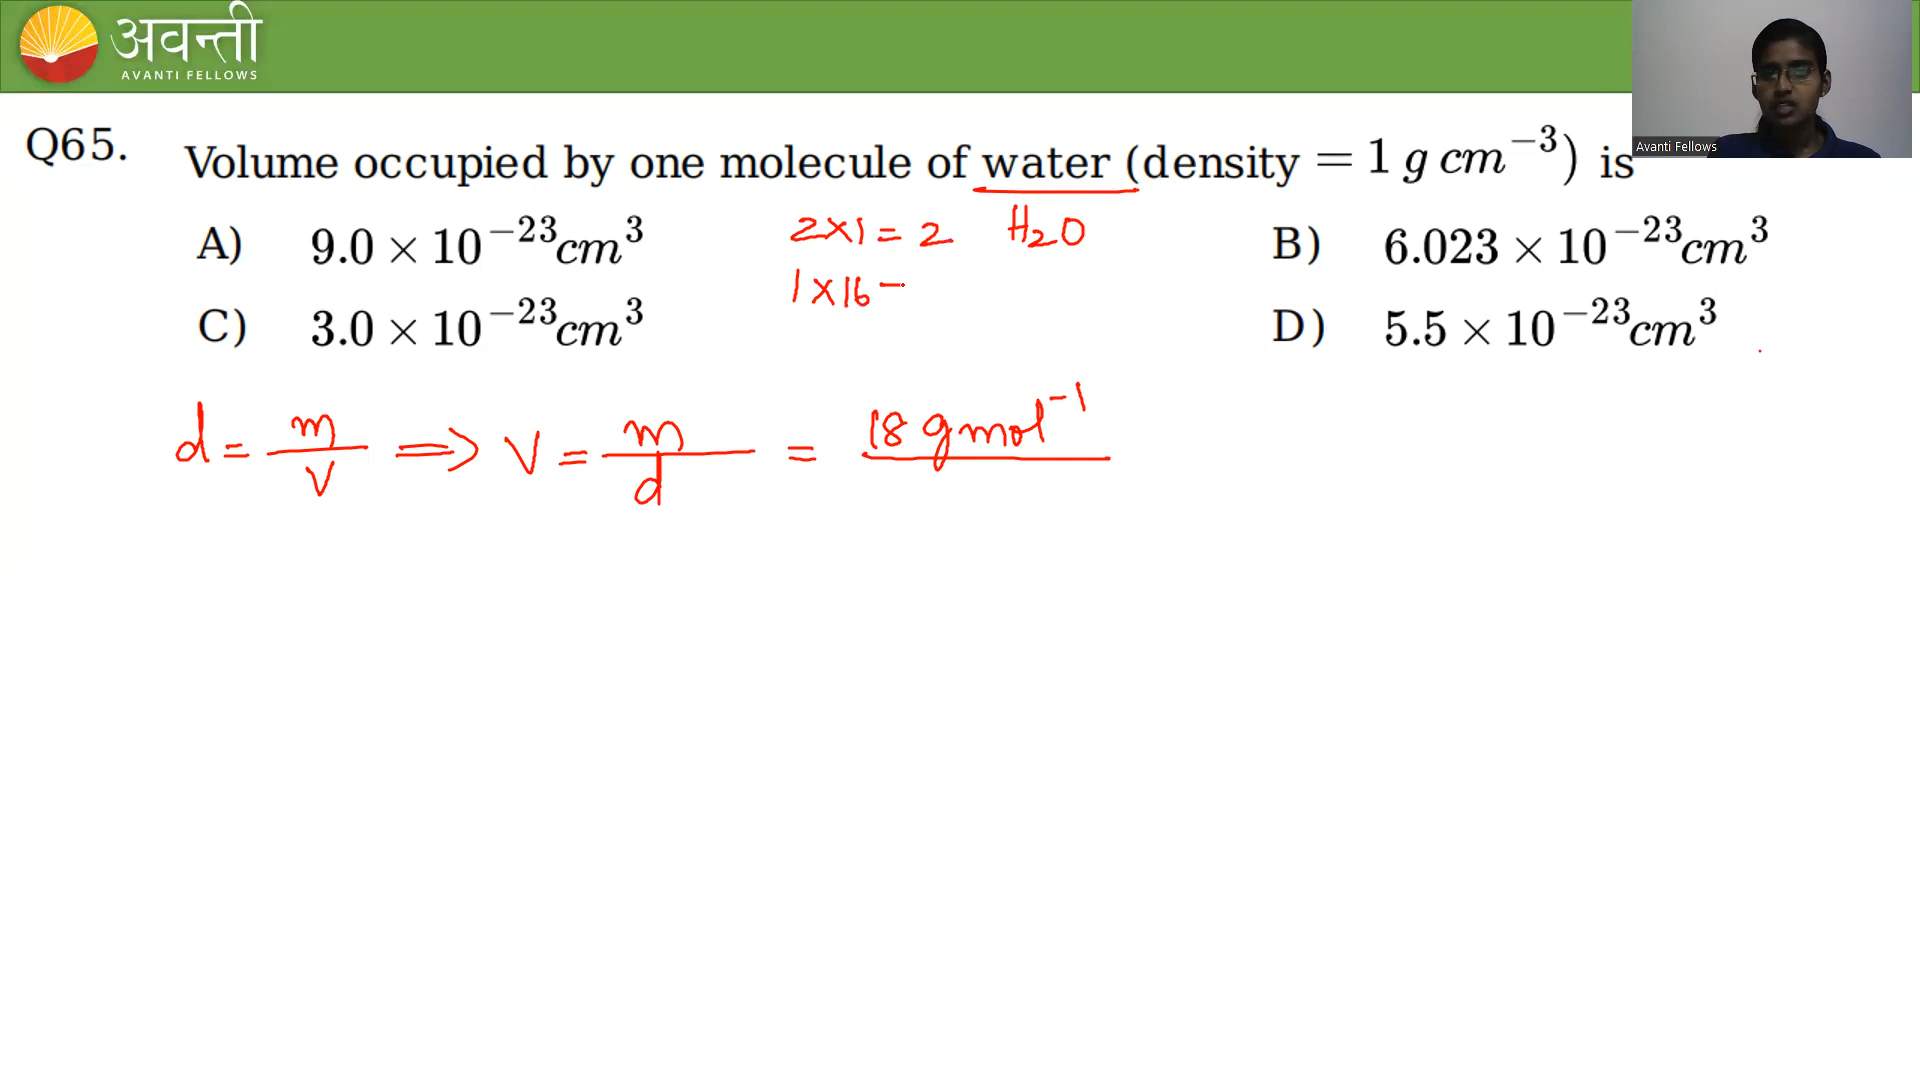 अवन्ती
AVANTI FELLOWS
Avanti Fellows
Q65. Volume occupied by one molecule of water (density = 1 g cm⁻³) is
A) 9.0 × 10⁻²³cm³
B) 6.023 × 10⁻²³cm³
C) 3.0 × 10⁻²³cm³
D) 5.5 × 10⁻²³cm³
2×1 = 2 H₂O
1×16 -
d = m/v ⟹ V = m/d = 18 g mol⁻¹